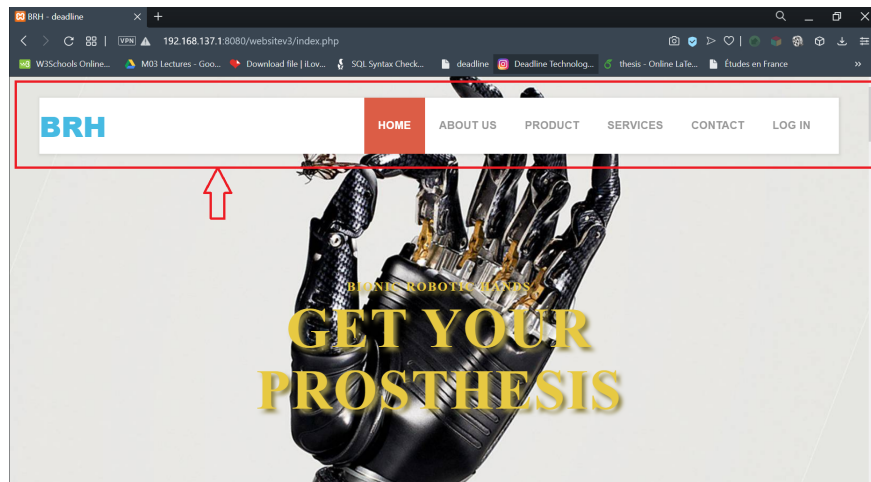 BRH - deadline
VPN 192.168.137.1:8080/websitev3/index.php
W3Schools Online... M03 Lectures - Goo... Download file | iLov... SQL Syntax Check... deadline Deadline Technolog... thesis - Online LaTe... Études en France »
BRH HOME ABOUT US PRODUCT SERVICES CONTACT LOG IN
BIONIC ROBOTIC HANDS
GET YOUR
PROSTHESIS